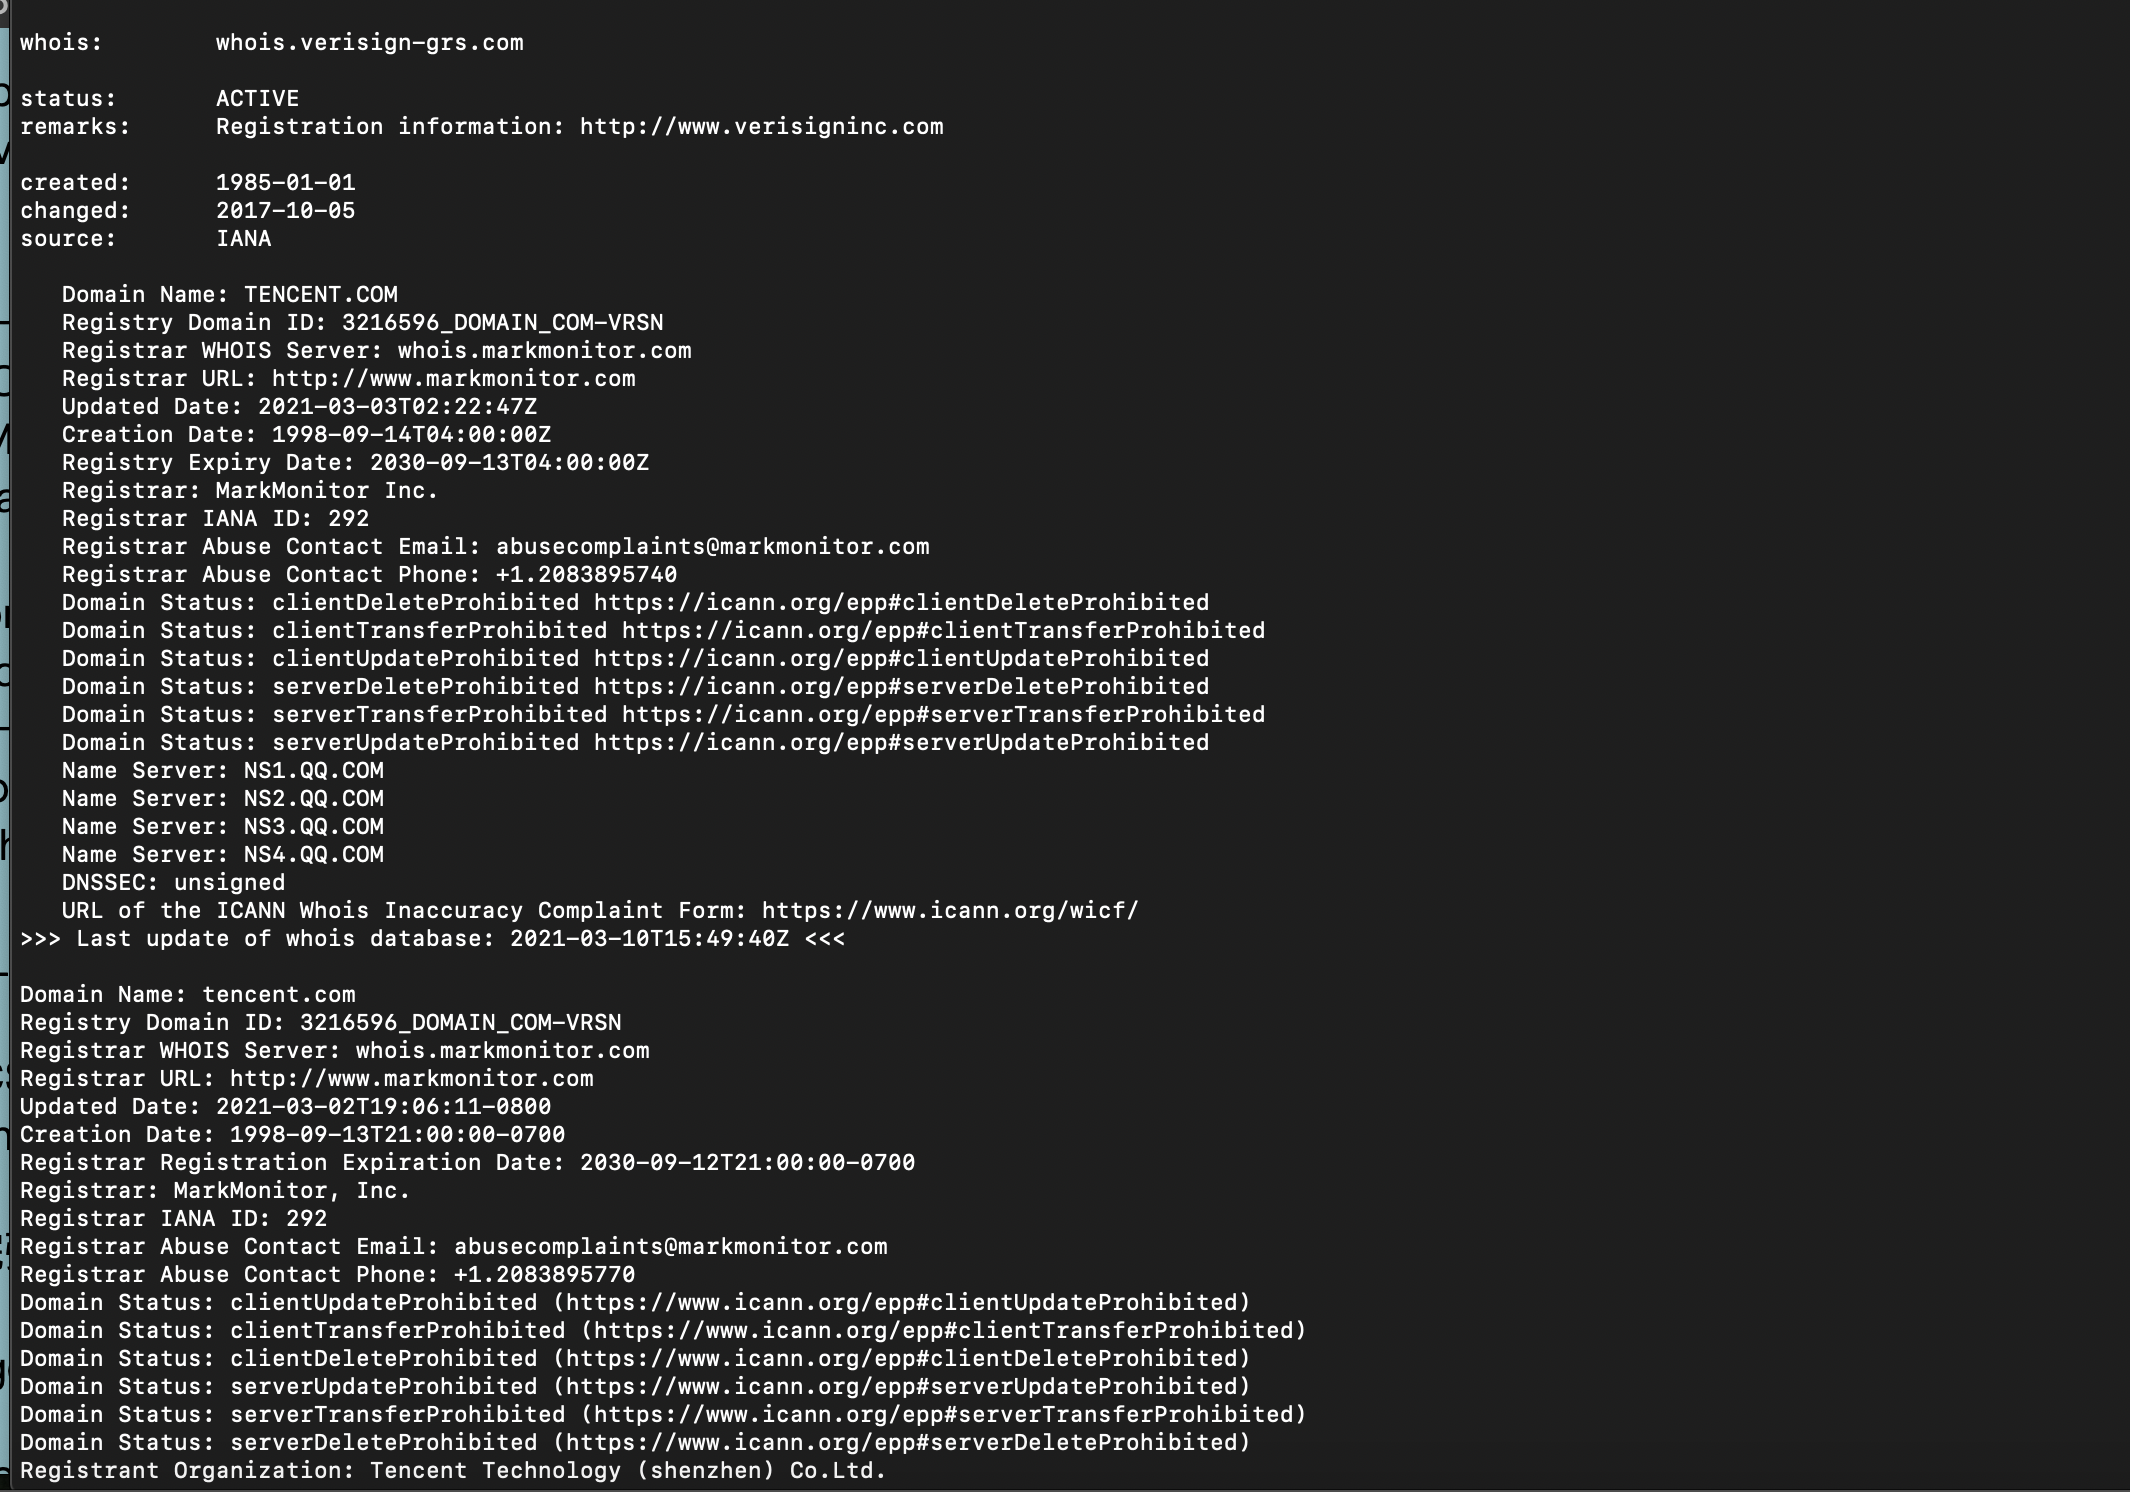 whois:        whois.verisign-grs.com
status:       ACTIVE
remarks:      Registration information: http://www.verisigninc.com
created:      1985-01-01
changed:      2017-10-05
source:       IANA
Domain Name: TENCENT.COM
Registry Domain ID: 3216596_DOMAIN_COM-VRSN
Registrar WHOIS Server: whois.markmonitor.com
Registrar URL: http://www.markmonitor.com
Updated Date: 2021-03-03T02:22:47Z
Creation Date: 1998-09-14T04:00:00Z
Registry Expiry Date: 2030-09-13T04:00:00Z
Registrar: MarkMonitor Inc.
Registrar IANA ID: 292
Registrar Abuse Contact Email: abusecomplaints@markmonitor.com
Registrar Abuse Contact Phone: +1.2083895740
Domain Status: clientDeleteProhibited https://icann.org/epp#clientDeleteProhibited
Domain Status: clientTransferProhibited https://icann.org/epp#clientTransferProhibited
Domain Status: clientUpdateProhibited https://icann.org/epp#clientUpdateProhibited
Domain Status: serverDeleteProhibited https://icann.org/epp#serverDeleteProhibited
Domain Status: serverTransferProhibited https://icann.org/epp#serverTransferProhibited
Domain Status: serverUpdateProhibited https://icann.org/epp#serverUpdateProhibited
Name Server: NS1.QQ.COM
Name Server: NS2.QQ.COM
Name Server: NS3.QQ.COM
Name Server: NS4.QQ.COM
DNSSEC: unsigned
URL of the ICANN Whois Inaccuracy Complaint Form: https://www.icann.org/wicf/
>>> Last update of whois database: 2021-03-10T15:49:40Z <<<
Domain Name: tencent.com
Registry Domain ID: 3216596_DOMAIN_COM-VRSN
Registrar WHOIS Server: whois.markmonitor.com
Registrar URL: http://www.markmonitor.com
Updated Date: 2021-03-02T19:06:11-0800
Creation Date: 1998-09-13T21:00:00-0700
Registrar Registration Expiration Date: 2030-09-12T21:00:00-0700
Registrar: MarkMonitor, Inc.
Registrar IANA ID: 292
Registrar Abuse Contact Email: abusecomplaints@markmonitor.com
Registrar Abuse Contact Phone: +1.2083895770
Domain Status: clientUpdateProhibited (https://www.icann.org/epp#clientUpdateProhibited)
Domain Status: clientTransferProhibited (https://www.icann.org/epp#clientTransferProhibited)
Domain Status: clientDeleteProhibited (https://www.icann.org/epp#clientDeleteProhibited)
Domain Status: serverUpdateProhibited (https://www.icann.org/epp#serverUpdateProhibited)
Domain Status: serverTransferProhibited (https://www.icann.org/epp#serverTransferProhibited)
Domain Status: serverDeleteProhibited (https://www.icann.org/epp#serverDeleteProhibited)
Registrant Organization: Tencent Technology (shenzhen) Co.Ltd.